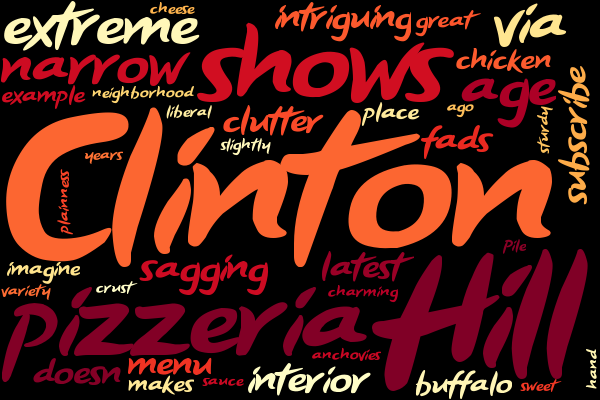 cheese
extreme
intriguing
great
via
narrow
shows
chicken
example
neighborhood
age
subscribe
liberal
clutter
place
ago
sturdy
slightly
fads
Clinton
years
plainness
Pile
imagine
sagging
latest
Hill
variety
crust
charming
pizzeria
anchovies
doesn
menu
makes
sauce
interior
buffalo
sweet
hand